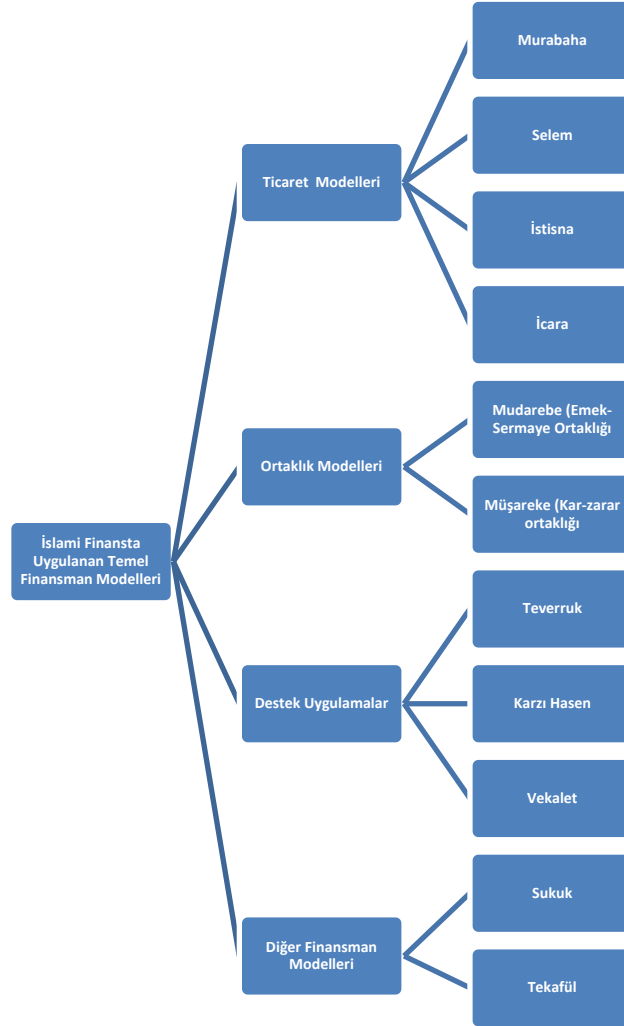 İslami Finansta
Uygulanan Temel
Finansman Modelleri
Ticaret Modelleri
Murabaha
Selem
İstisna
İcara
Ortaklık Modelleri
Mudarebe (Emek-
Sermaye Ortaklığı
Müşareke (Kar-zarar
ortaklığı
Destek Uygulamalar
Teverruk
Karzı Hasen
Vekalet
Diğer Finansman
Modelleri
Sukuk
Tekafül